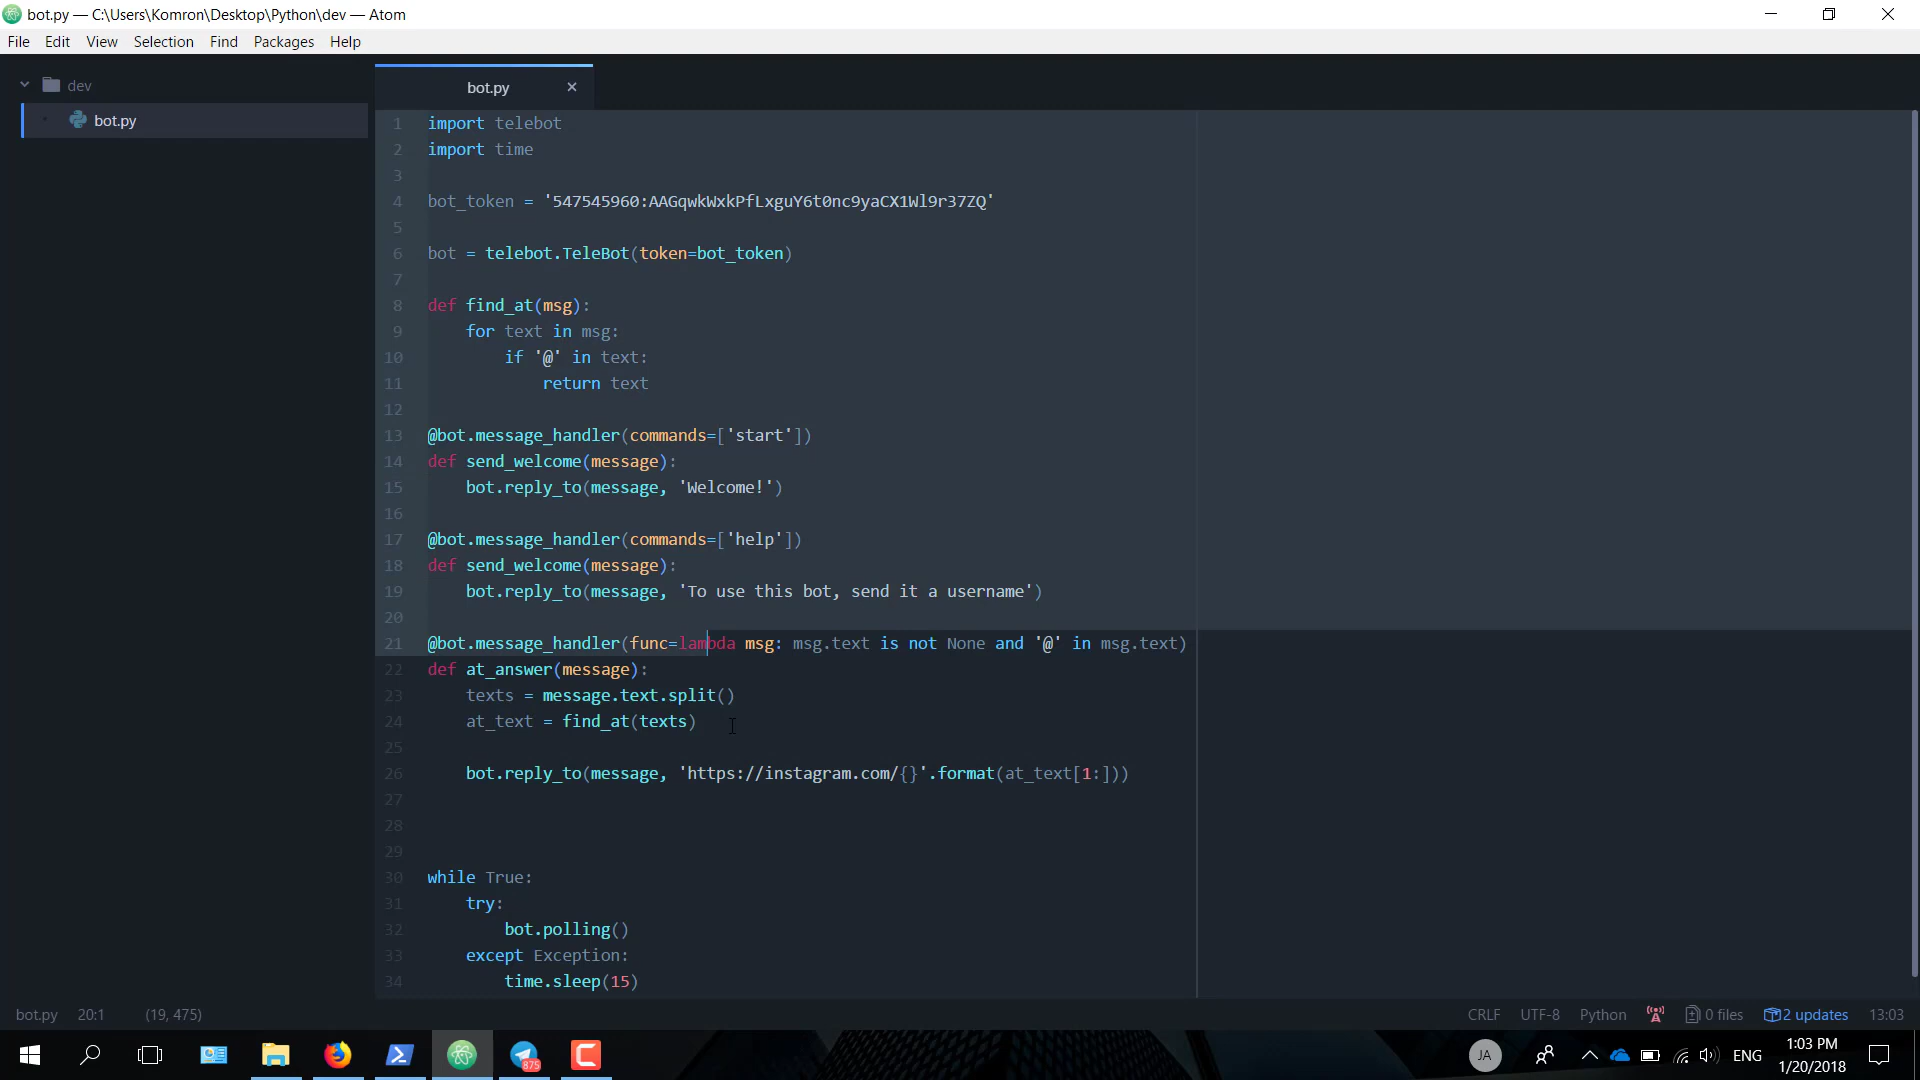 bot.py — C:\Users\Komron\Desktop\Python\dev — Atom
File Edit View Selection Find Packages Help
dev
bot.py
bot.py
1 import telebot
2 import time
3
4 bot_token = '547545960:AAGqwkWxkPfLxguY6t0nc9yaCX1Wl9r37ZQ'
5
6 bot = telebot.TeleBot(token=bot_token)
7
8 def find_at(msg):
9     for text in msg:
10         if '@' in text:
11             return text
12
13 @bot.message_handler(commands=['start'])
14 def send_welcome(message):
15     bot.reply_to(message, 'Welcome!')
16
17 @bot.message_handler(commands=['help'])
18 def send_welcome(message):
19     bot.reply_to(message, 'To use this bot, send it a username')
20
21 @bot.message_handler(func=lambda msg: msg.text is not None and '@' in msg.text)
22 def at_answer(message):
23     texts = message.text.split()
24     at_text = find_at(texts)
25
26     bot.reply_to(message, 'https://instagram.com/{}'.format(at_text[1:]))
27
28
29
30 while True:
31     try:
32         bot.polling()
33     except Exception:
34         time.sleep(15)
bot.py 20:1 (19, 475) CRLF UTF-8 Python 0 files 2 updates 13:03
875 JA ENG 1:03 PM
1/20/2018